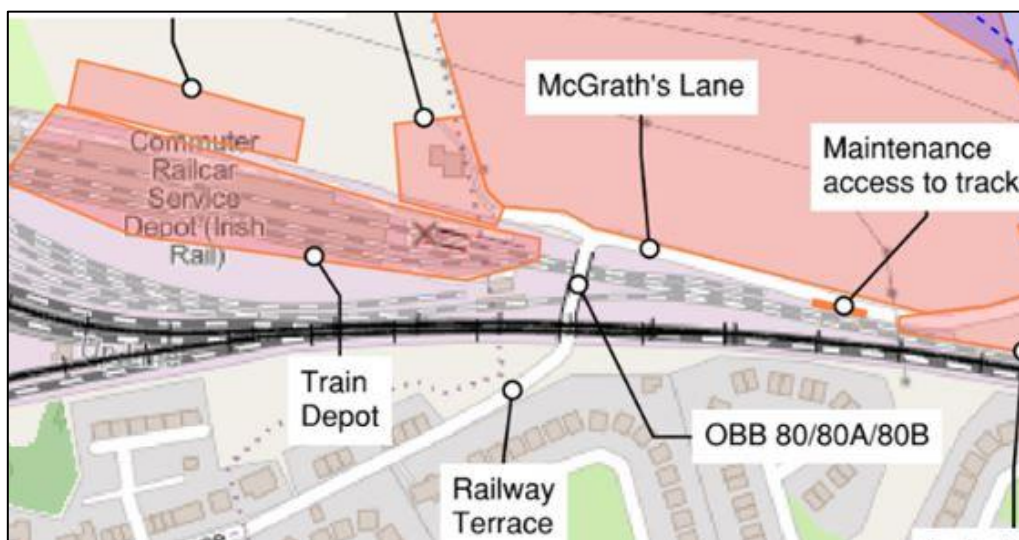 McGrath's Lane
Maintenance
access to track
Commuter
Railcar
Service
Depot (Irish
Rail)
Train
Depot
OBB 80/80A/80B
Railway
Terrace